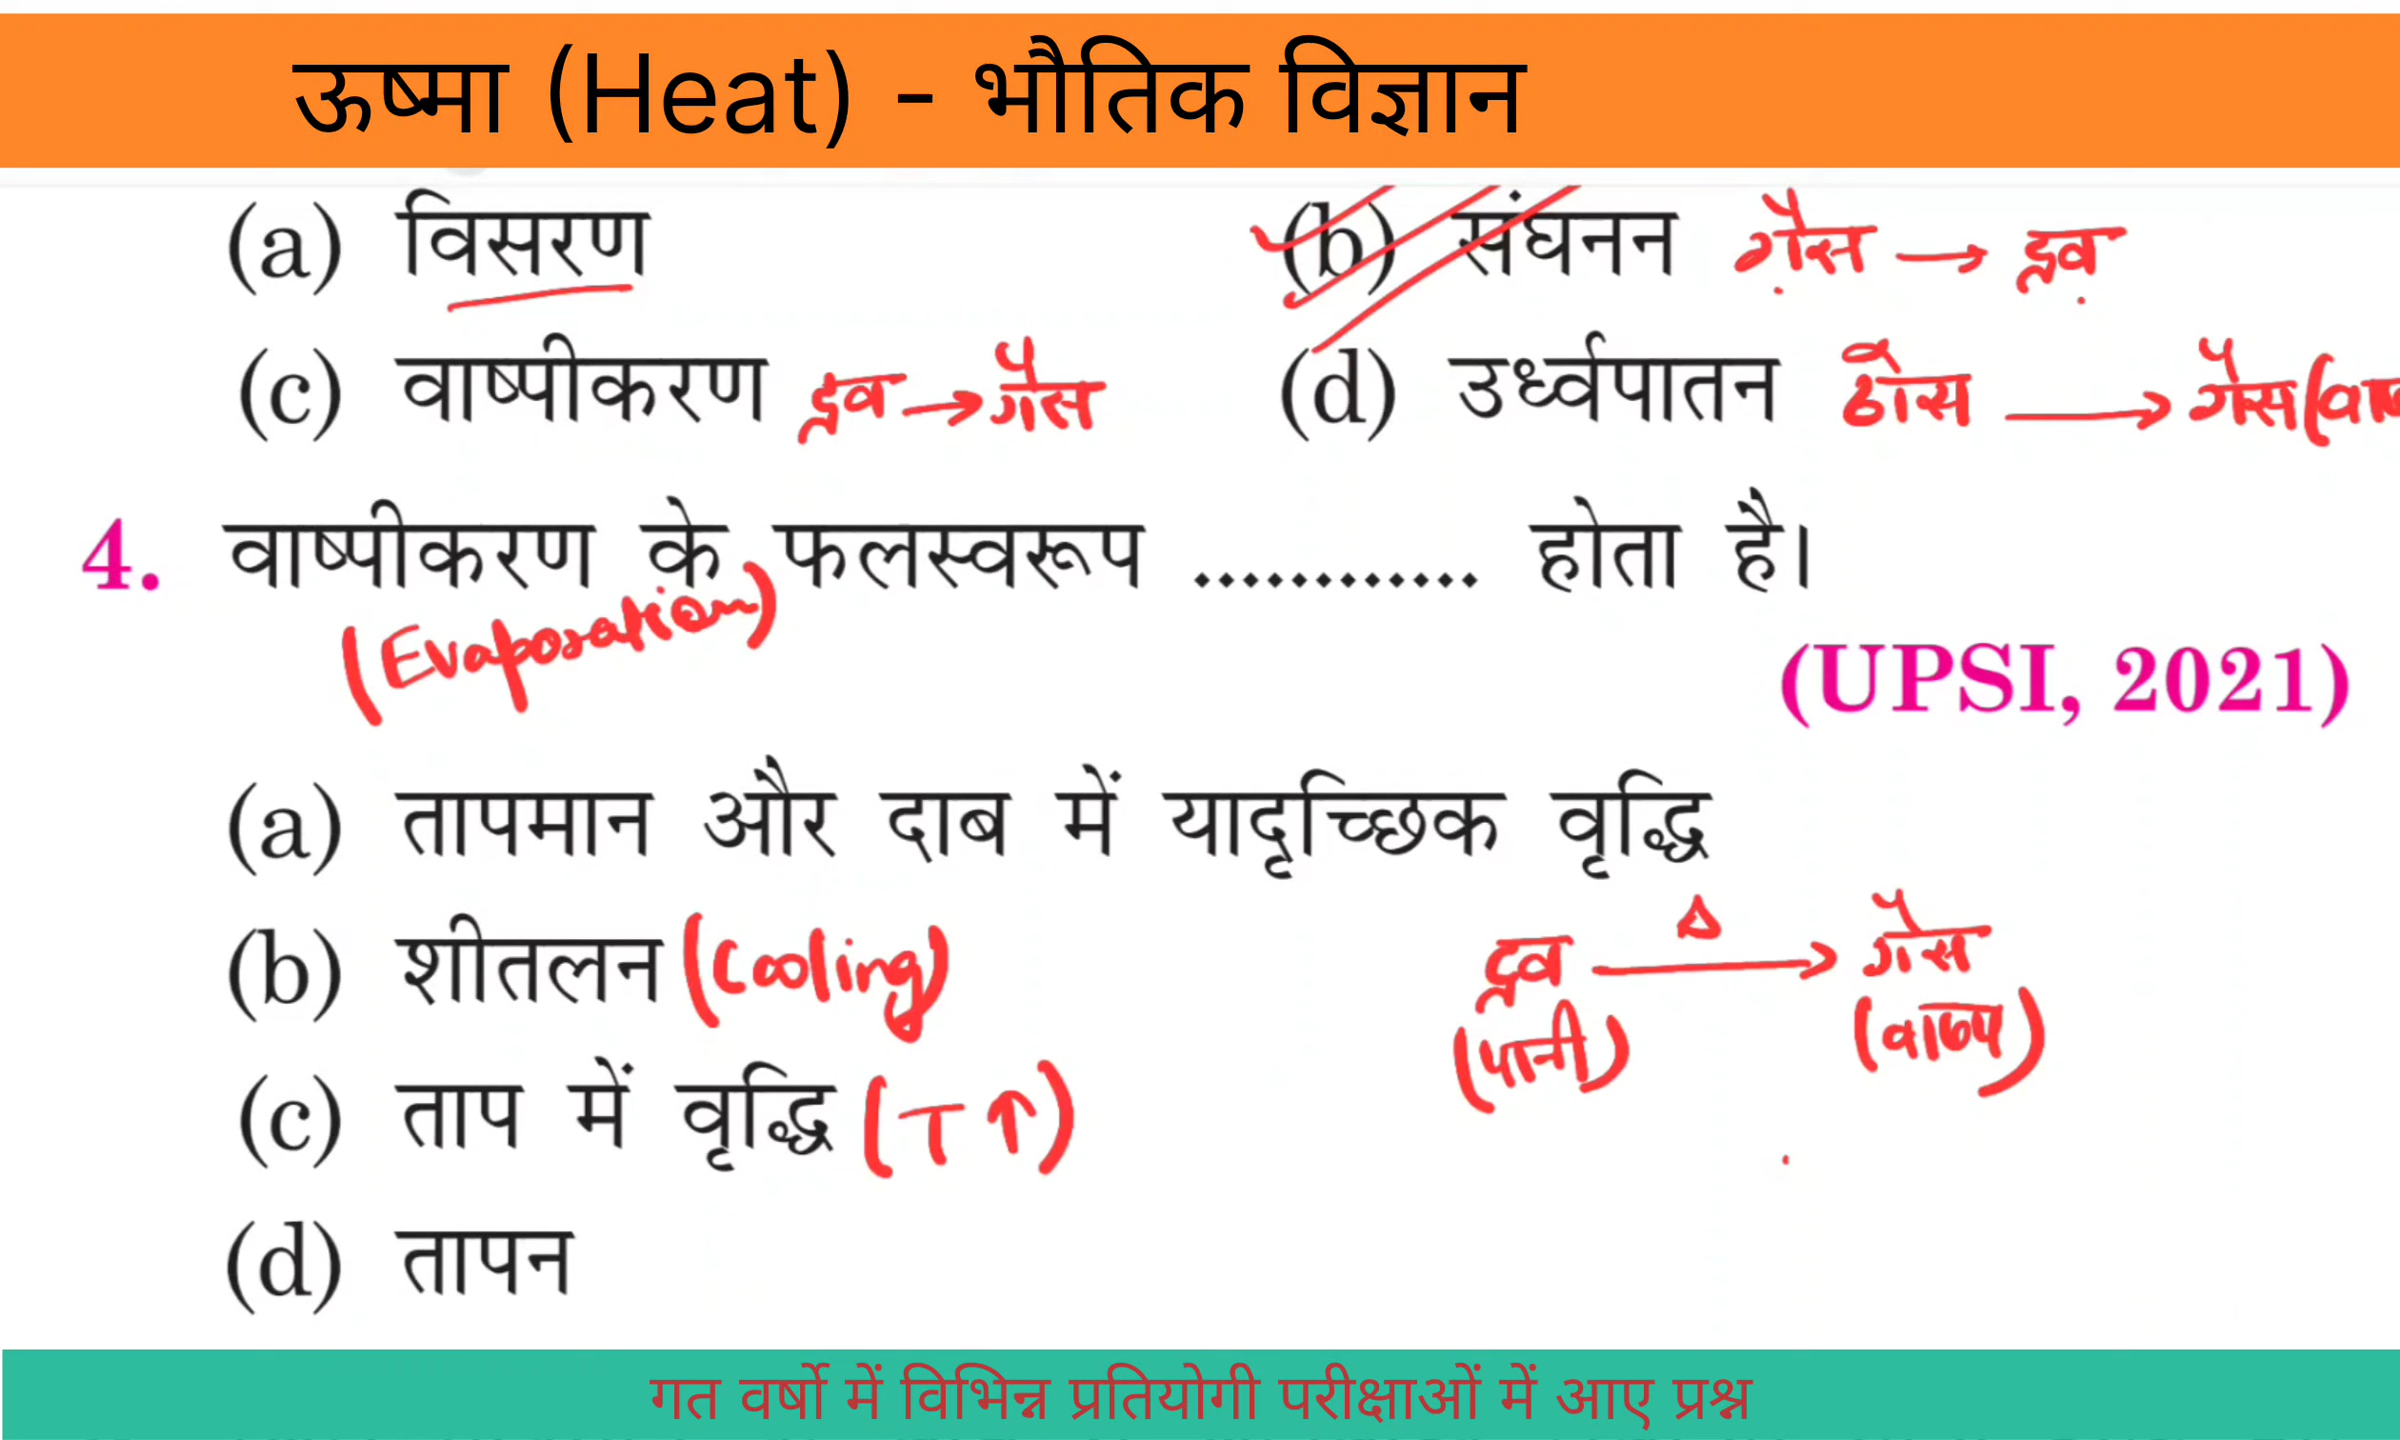 ऊष्मा (Heat) - भौतिक विज्ञान
(a) विसरण (b) संघनन गैस → द्रव
(c) वाष्पीकरण द्रव → गैस (d) उर्ध्वपातन ठोस → गैस
4. वाष्पीकरण के फलस्वरूप ............ होता है।
(Evaporation)
(UPSI, 2021)
(a) तापमान और दाब में यादृच्छिक वृद्धि
(b) शीतलन (Cooling) द्रव Δ→ गैस
(पानी) (वाष्प)
(c) ताप में वृद्धि (T↑)
(d) तापन
गत वर्षो में विभिन्न प्रतियोगी परीक्षाओं में आए प्रश्न